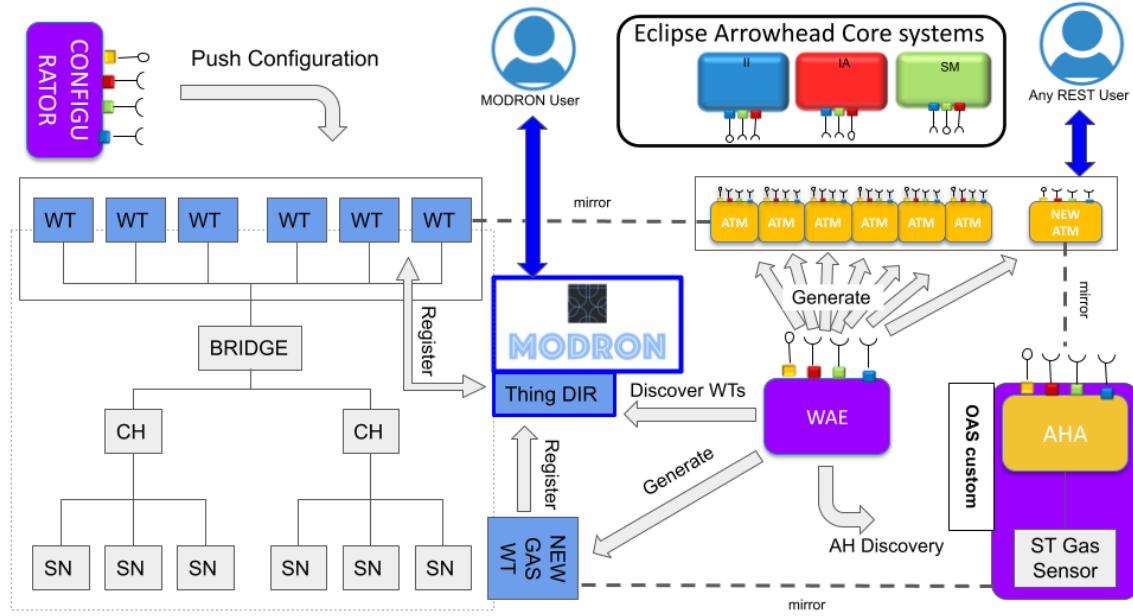 CONFIGU
RATOR
Push Configuration
MODRON User
Eclipse Arrowhead Core systems
II
IA
SM
Any REST User
WT
WT
WT
WT
WT
WT
mirror
ATM
ATM
ATM
ATM
ATM
ATM
NEW
ATM
Generate
mirror
Register
MODRON
Thing DIR
BRIDGE
Discover WTs
WAE
OAS custom
AHA
CH
CH
Register
Generate
SN
SN
SN
SN
SN
SN
NEW
GAS
WT
AH Discovery
ST Gas
Sensor
mirror